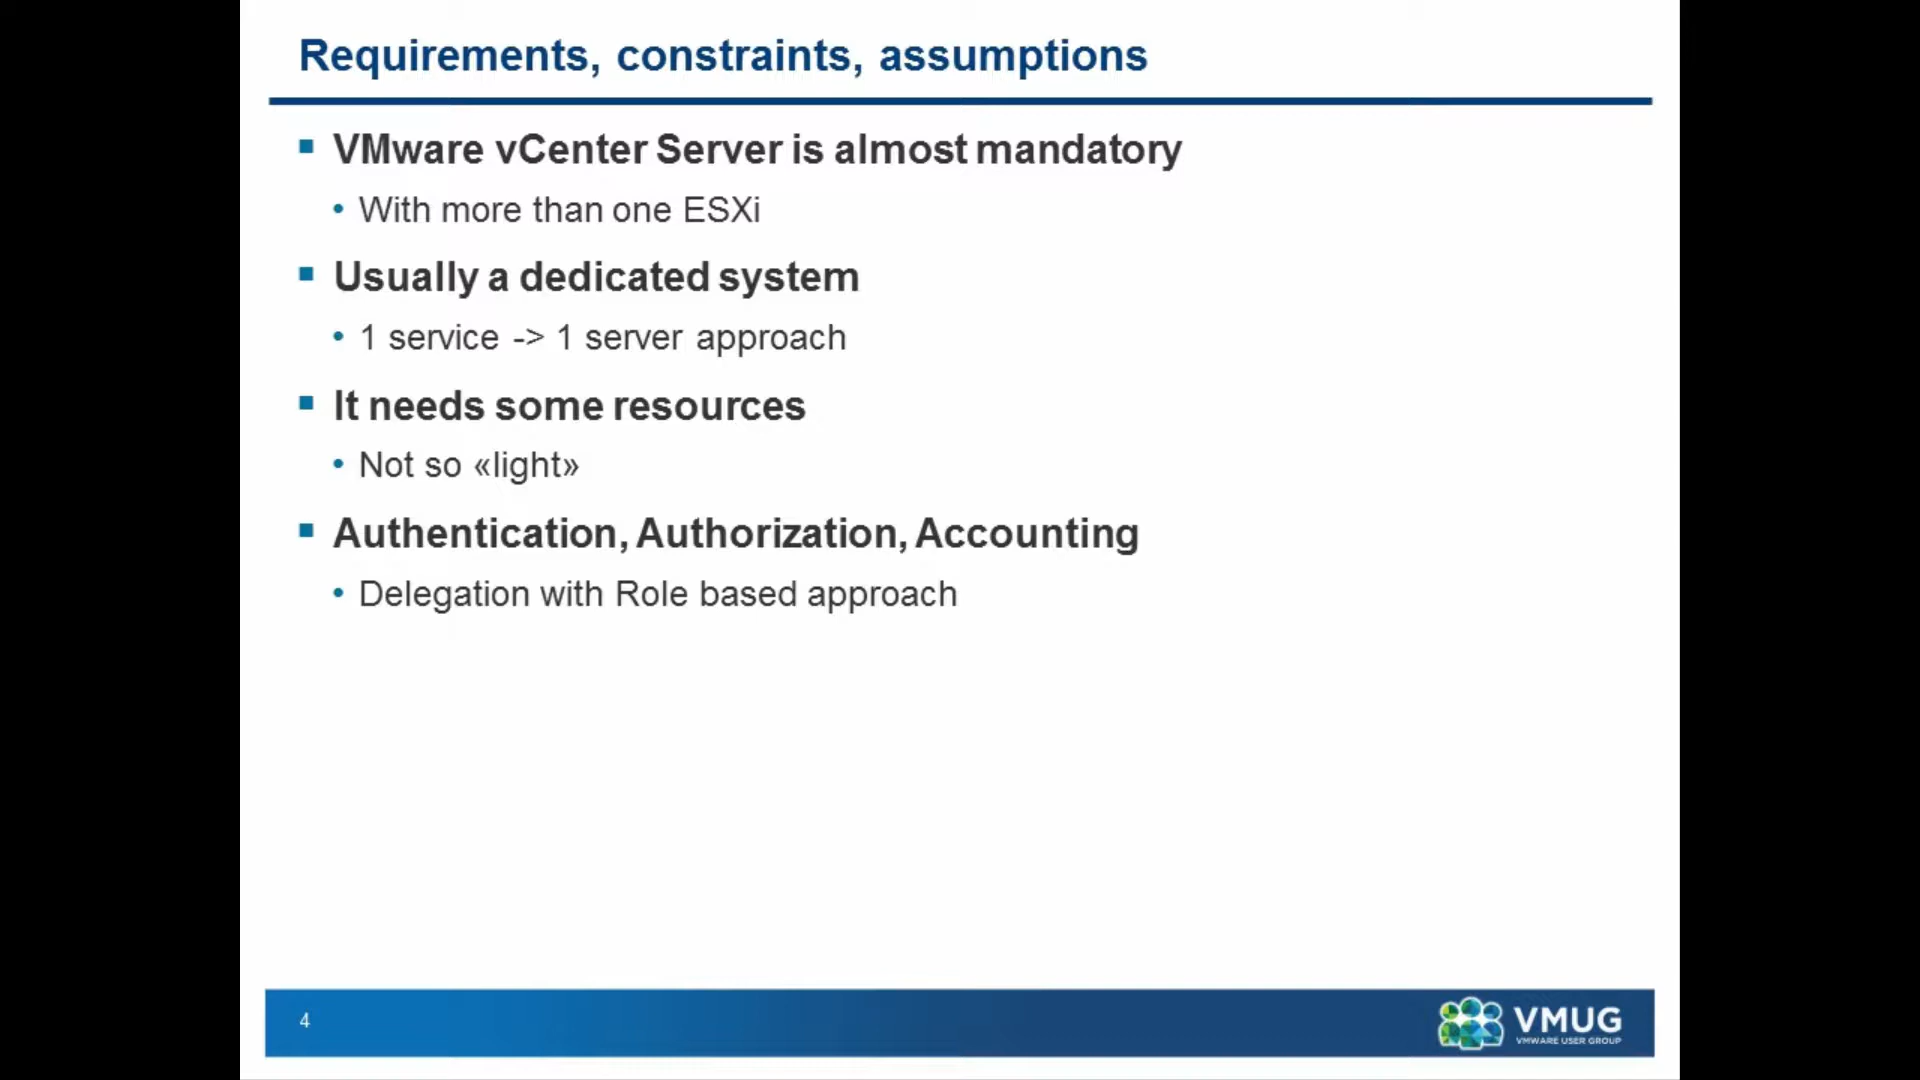 Requirements, constraints, assumptions
VMware vCenter Server is almost mandatory
With more than one ESXi
Usually a dedicated system
1 service -> 1 server approach
It needs some resources
Not so «light»
Authentication, Authorization, Accounting
Delegation with Role based approach
4
VMUG
VMWARE USER GROUP